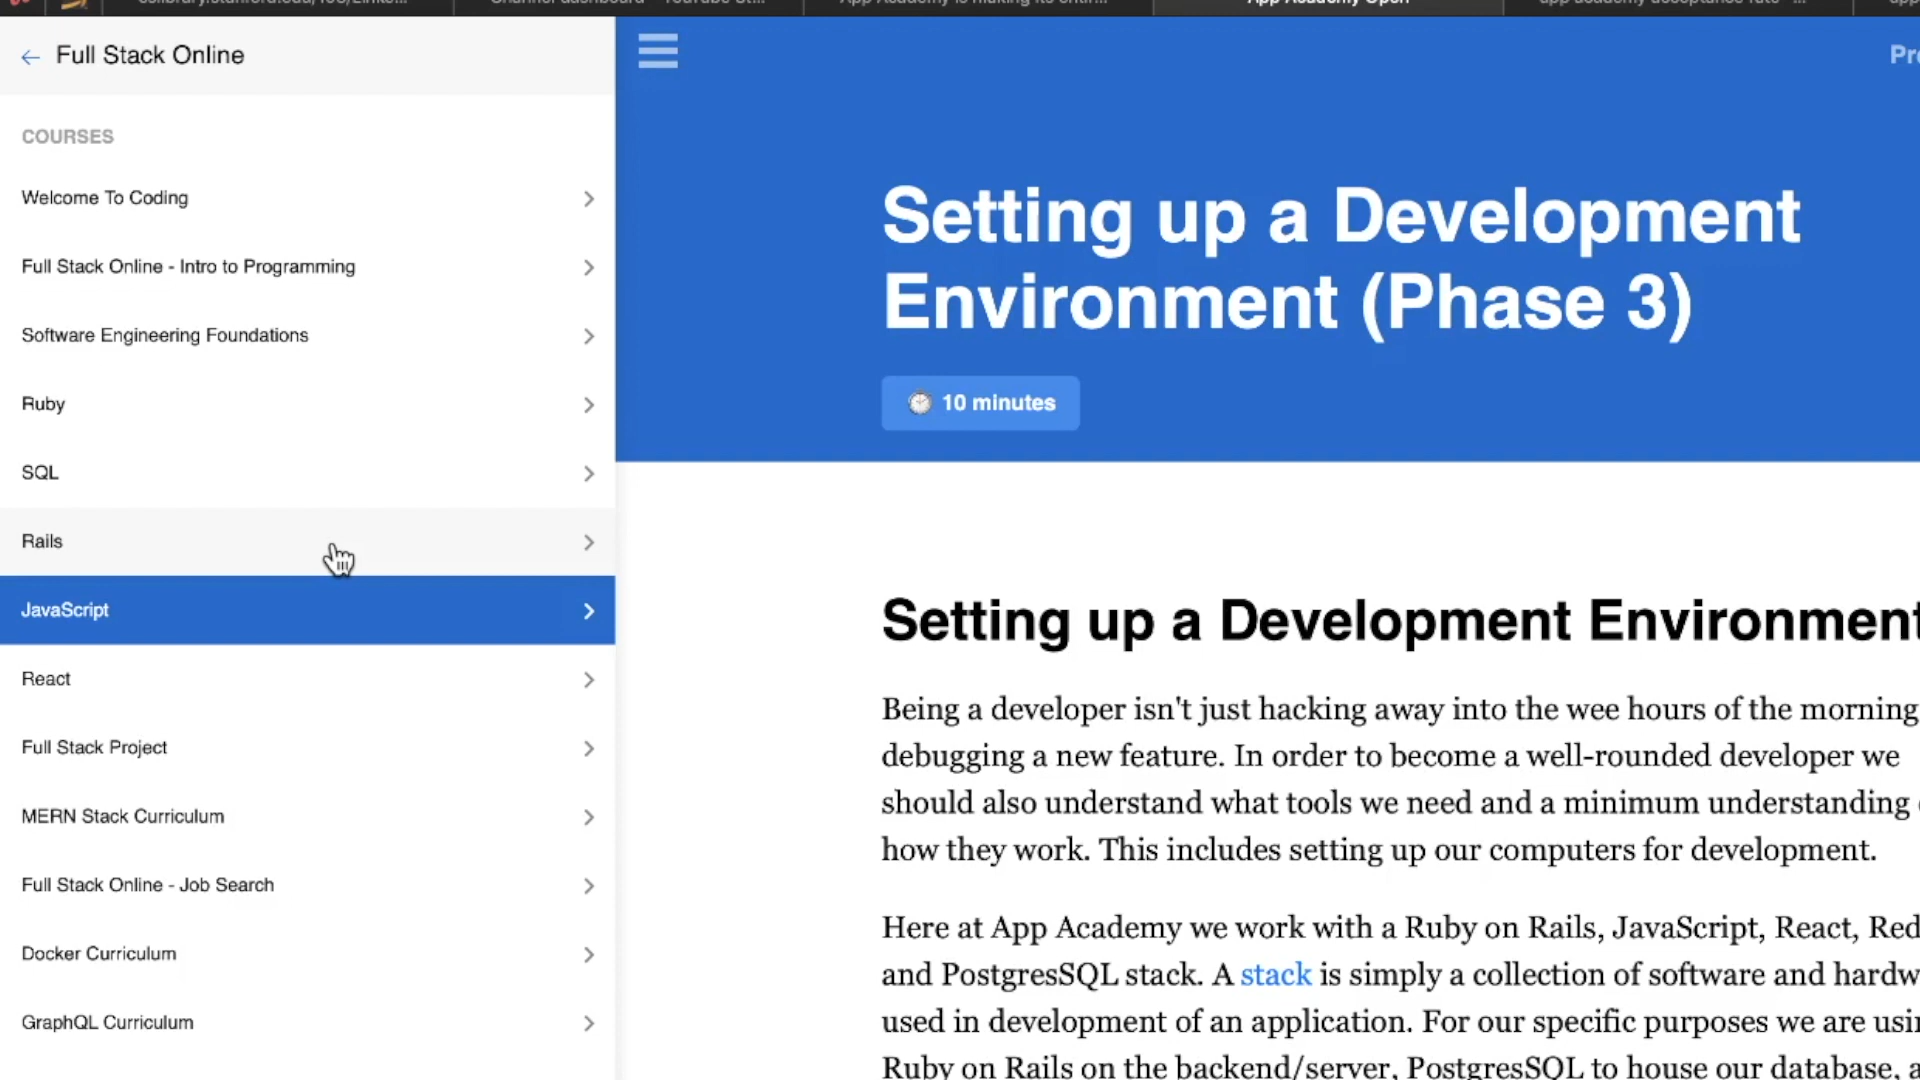 Full Stack Online
COURSES
Welcome To Coding
Full Stack Online - Intro to Programming
Software Engineering Foundations
Ruby
SQL
Rails
JavaScript
React
Full Stack Project
MERN Stack Curriculum
Full Stack Online - Job Search
Docker Curriculum
GraphQL Curriculum
App Academy Open
Setting up a Development
Environment (Phase 3)
10 minutes
Setting up a Development Environment
Being a developer isn't just hacking away into the wee hours of the morning
debugging a new feature. In order to become a well-rounded developer we
should also understand what tools we need and a minimum understanding
how they work. This includes setting up our computers for development.
Here at App Academy we work with a Ruby on Rails, JavaScript, React, Red
and PostgresSQL stack. A stack is simply a collection of software and hardw
used in development of an application. For our specific purposes we are usi
Ruby on Rails on the backend/server, PostgresSQL to house our database, a